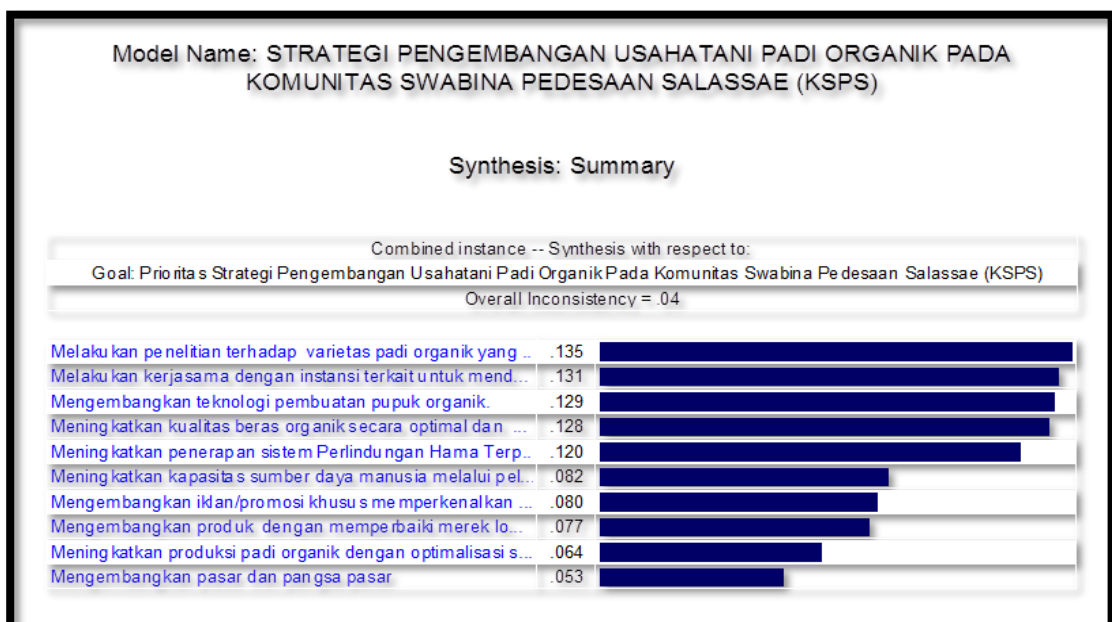 Model Name: STRATEGI PENGEMBANGAN USAHATANI PADI ORGANIK PADA
KOMUNITAS SWABINA PEDESAAN SALASSAE (KSPS)
Synthesis: Summary
Combined instance -- Synthesis with respect to:
Goal: Prioritas Strategi Pengembangan Usahatani Padi Organik Pada Komunitas Swabina Pedesaan Salassae (KSPS)
Overall Inconsistency = .04
Melakukan penelitian terhadap varietas padi organik yang .. .135
Melakukan kerjasama dengan instansi terkait untuk mend... .131
Mengembangkan teknologi pembuatan pupuk organik. .129
Meningkatkan kualitas beras organik secara optimal dan ... .128
Meningkatkan penerapan sistem Perlindungan Hama Terp.. .120
Meningkatkan kapasitas sumber daya manusia melalui pel... .082
Mengembangkan iklan/promosi khusus memperkenalkan ... .080
Mengembangkan produk dengan memperbaiki merek lo... .077
Meningkatkan produksi padi organik dengan optimalisasi s... .064
Mengembangkan pasar dan pangsa pasar .053